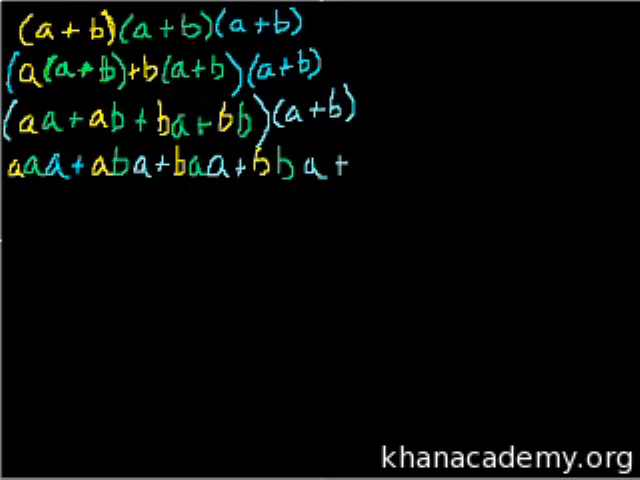 (a + b)(a + b)(a + b)
(a(a + b)+b(a+b))(a+b)
(aa + ab + ba + bb)(a + b)
aaa + aba + baa + bba +
khanacademy.org